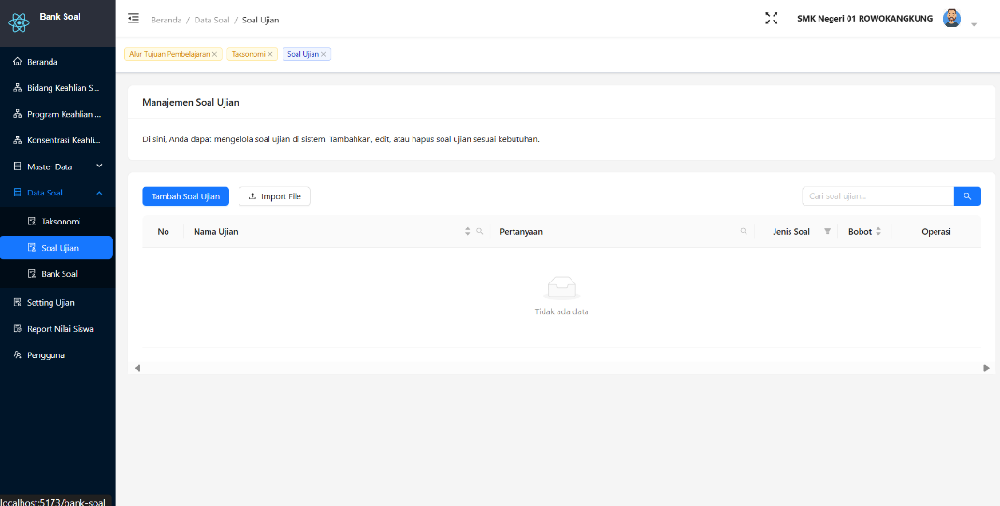 Bank Soal
Beranda / Data Soal / Soal Ujian
SMK Negeri 01 ROWOKANGKUNG
Alur Tujuan Pembelajaran
Taksonomi
Soal Ujian
Beranda
Bidang Keahlian S...
Program Keahlian ...
Konsentrasi Keahli...
Master Data
Data Soal
Taksonomi
Soal Ujian
Bank Soal
Setting Ujian
Report Nilai Siswa
Pengguna
Manajemen Soal Ujian
Di sini, Anda dapat mengelola soal ujian di sistem. Tambahkan, edit, atau hapus soal ujian sesuai kebutuhan.
Tambah Soal Ujian
Import File
Cari soal ujian...
No Nama Ujian Pertanyaan Jenis Soal Bobot Operasi
Tidak ada data
localhost:5173/bank-soal